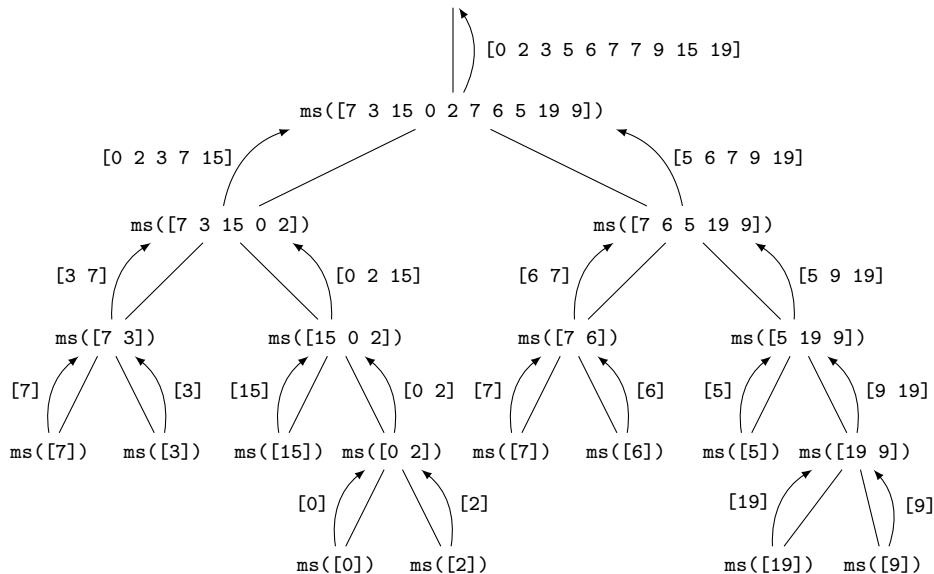 [0 2 3 5 6 7 7 9 15 19]
ms([7 3 15 0 2 7 6 5 19 9])
[0 2 3 7 15] [5 6 7 9 19]
ms([7 3 15 0 2]) ms([7 6 5 19 9])
[3 7] [0 2 15] [6 7] [5 9 19]
ms([7 3]) ms([15 0 2]) ms([7 6]) ms([5 19 9])
[7] [3] [15] [0 2] [7] [6] [5] [9 19]
ms([7]) ms([3]) ms([15]) ms([0 2]) ms([7]) ms([6]) ms([5]) ms([19 9])
[0] [2] [19] [9]
ms([0]) ms([2]) ms([19]) ms([9])